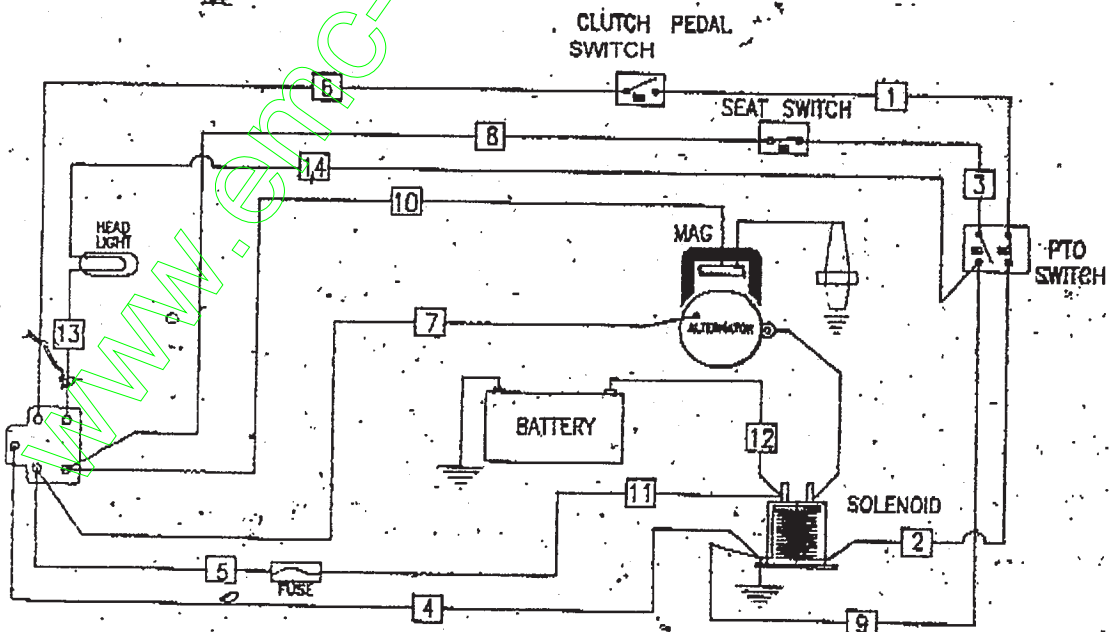 CLUTCH PEDAL
SWITCH
6
1
SEAT SWITCH
8
14
3
10
HEAD
LIGHT
MAG
PTO
SWITCH
7
13
ALTERNATOR
BATTERY
12
11
SOLENOID
2
5
FUSE
4
9
www.emc-